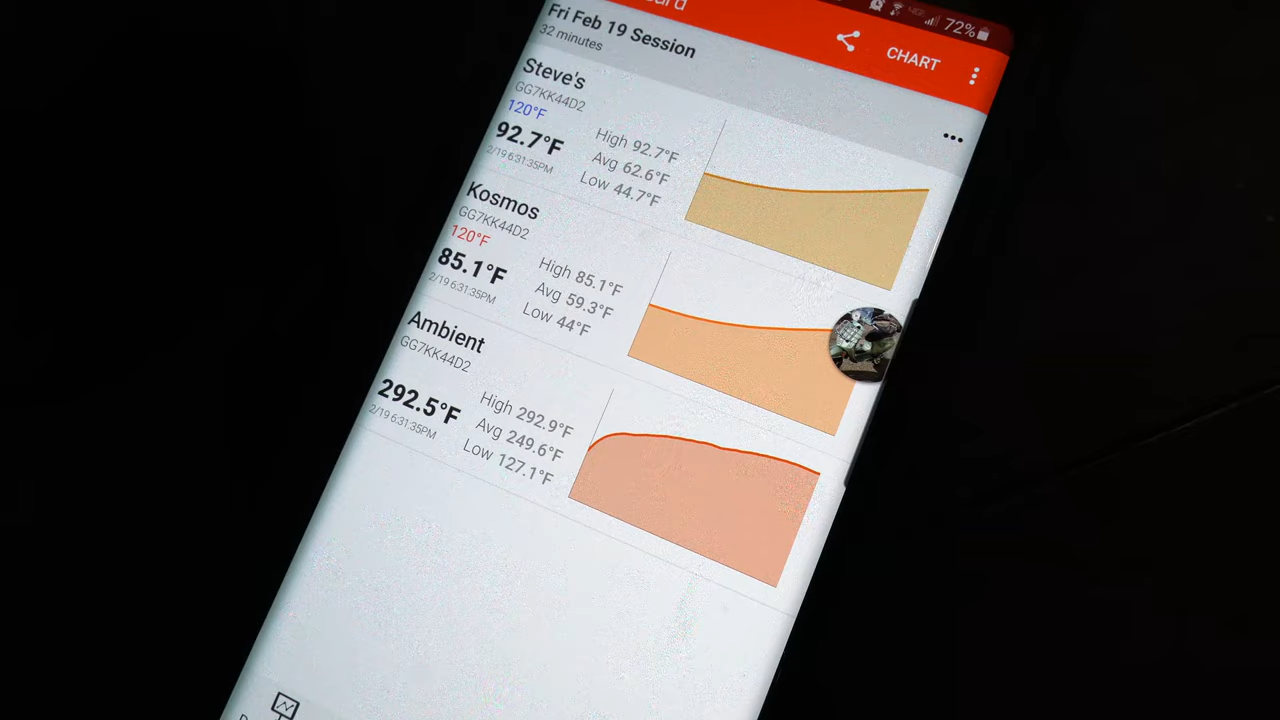 72%
CHART
Fri Feb 19 Session
32 minutes
Steve's
GG7KK44D2
120°F
92.7°F
2/19 6:31:35PM
High 92.7°F
Avg 62.6°F
Low 44.7°F
Kosmos
GG7KK44D2
120°F
85.1°F
2/19 6:31:35PM
High 85.1°F
Avg 59.3°F
Low 44°F
Ambient
GG7KK44D2
292.5°F
2/19 6:31:35PM
High 292.9°F
Avg 249.6°F
Low 127.1°F